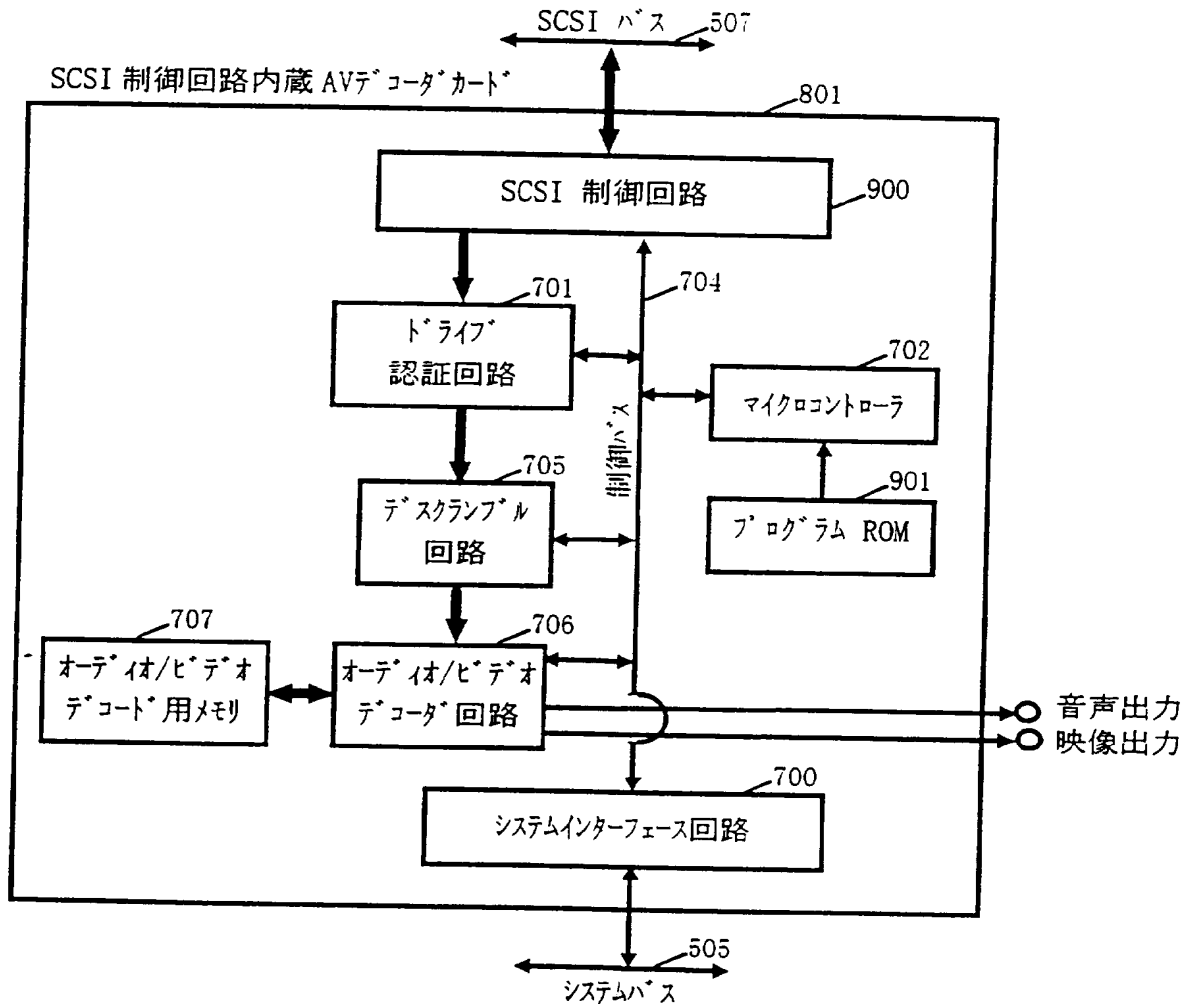 SCSI バス
507
SCSI 制御回路内蔵 AVデコーダカード
801
SCSI 制御回路
900
701
704
ドライブ
認証回路
702
マイクロコントローラ
制御バス
705
デスクランブル
回路
901
プログラム ROM
707
706
オーディオ/ビデオ
デコード用メモリ
オーディオ/ビデオ
デコーダ回路
音声出力
映像出力
700
システムインターフェース回路
505
システムバス